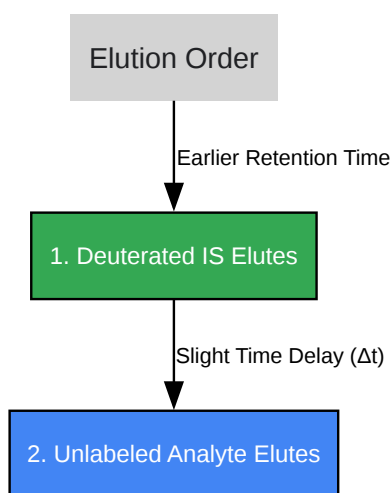 Elution Order
Earlier Retention Time
1. Deuterated IS Elutes
Slight Time Delay (Δt)
2. Unlabeled Analyte Elutes